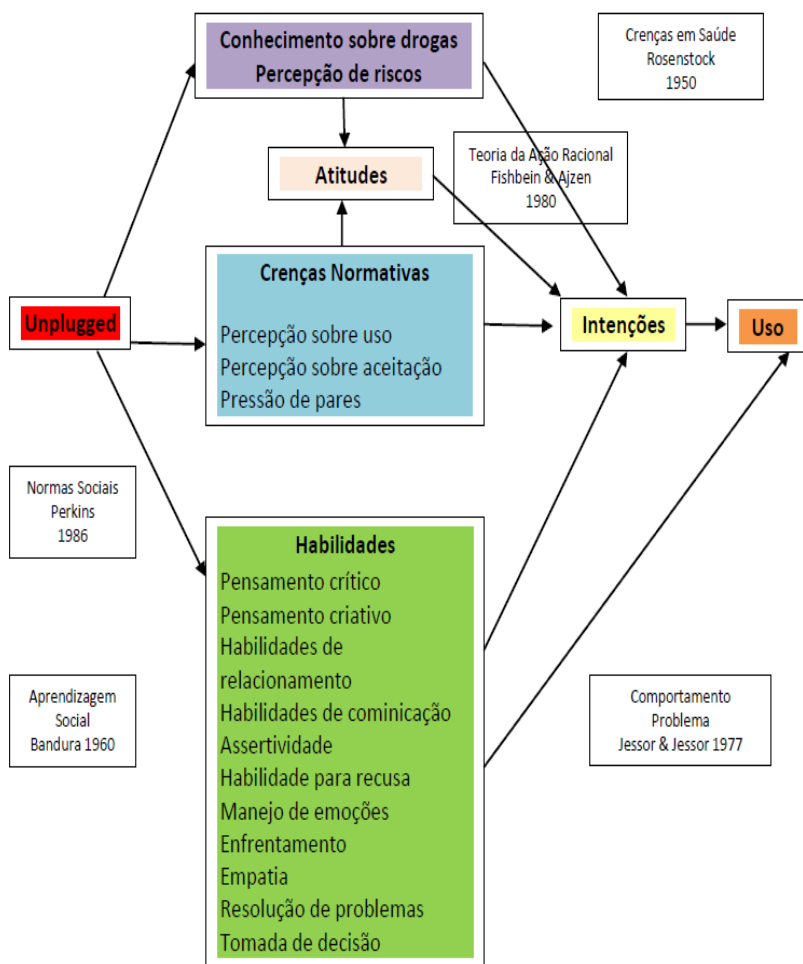 Conhecimento sobre drogas
Percepção de riscos
Crenças em Saúde
Rosenstock
1950
Teoria da Ação Racional
Fishbein & Ajzen
1980
Atitudes
Crenças Normativas
Percepção sobre uso
Percepção sobre aceitação
Pressão de pares
Unplugged
Intenções
Uso
Normas Sociais
Perkins
1986
Habilidades
Pensamento crítico
Pensamento criativo
Habilidades de
relacionamento
Habilidades de cominicação
Assertividade
Habilidade para recusa
Manejo de emoções
Enfrentamento
Empatia
Resolução de problemas
Tomada de decisão
Aprendizagem
Social
Bandura 1960
Comportamento
Problema
Jessor & Jessor 1977